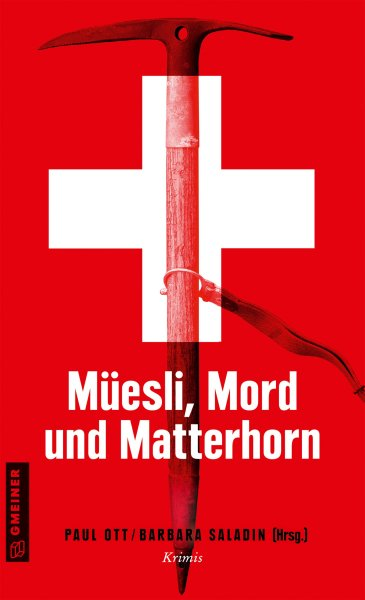 Müesli, Mord
und Matterhorn
PAUL OTT/BARBARA SALADIN (Hrsg.)
Krimis
GMEINER